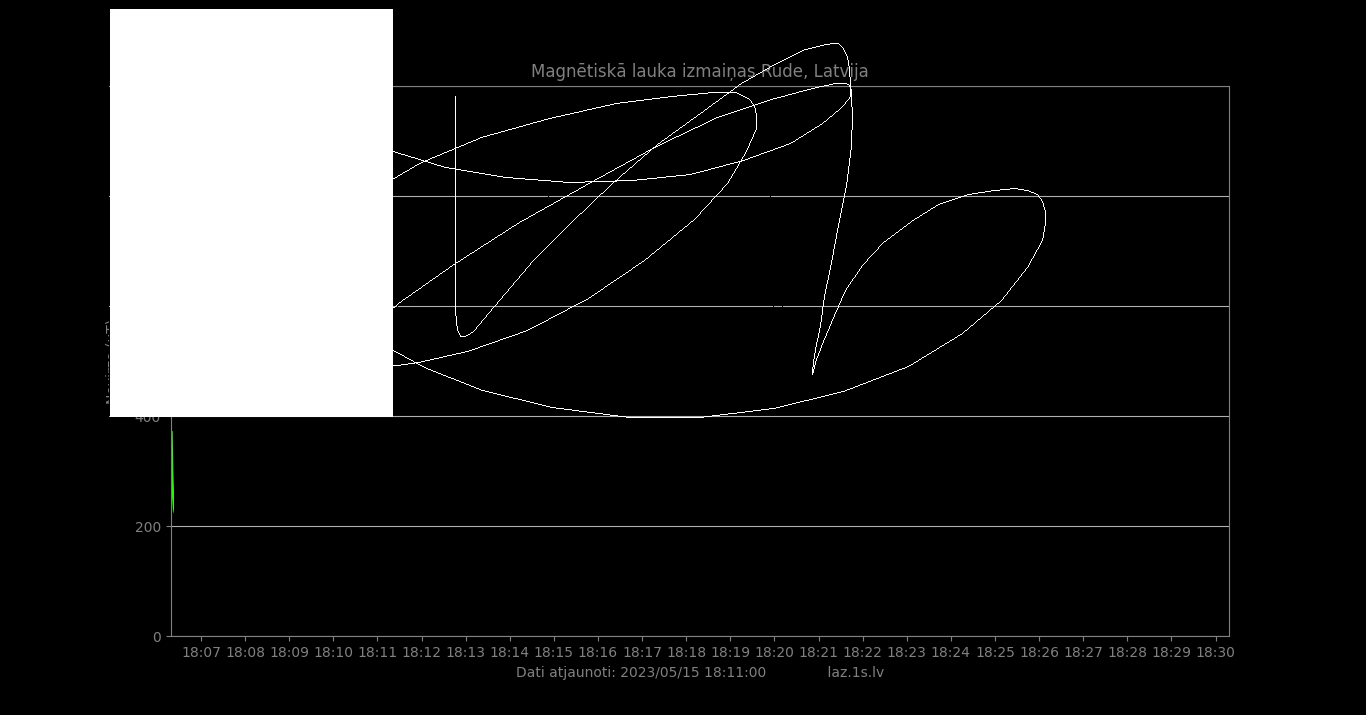 Magnētiskā lauka izmaiņas Rude, Latvija
400
200
0
18:07 18:08 18:09 18:10 18:11 18:12 18:13 18:14 18:15 18:16 18:17 18:18 18:19 18:20 18:21 18:22 18:23 18:24 18:25 18:26 18:27 18:28 18:29 18:30
Dati atjaunoti: 2023/05/15 18:11:00 laz.1s.lv